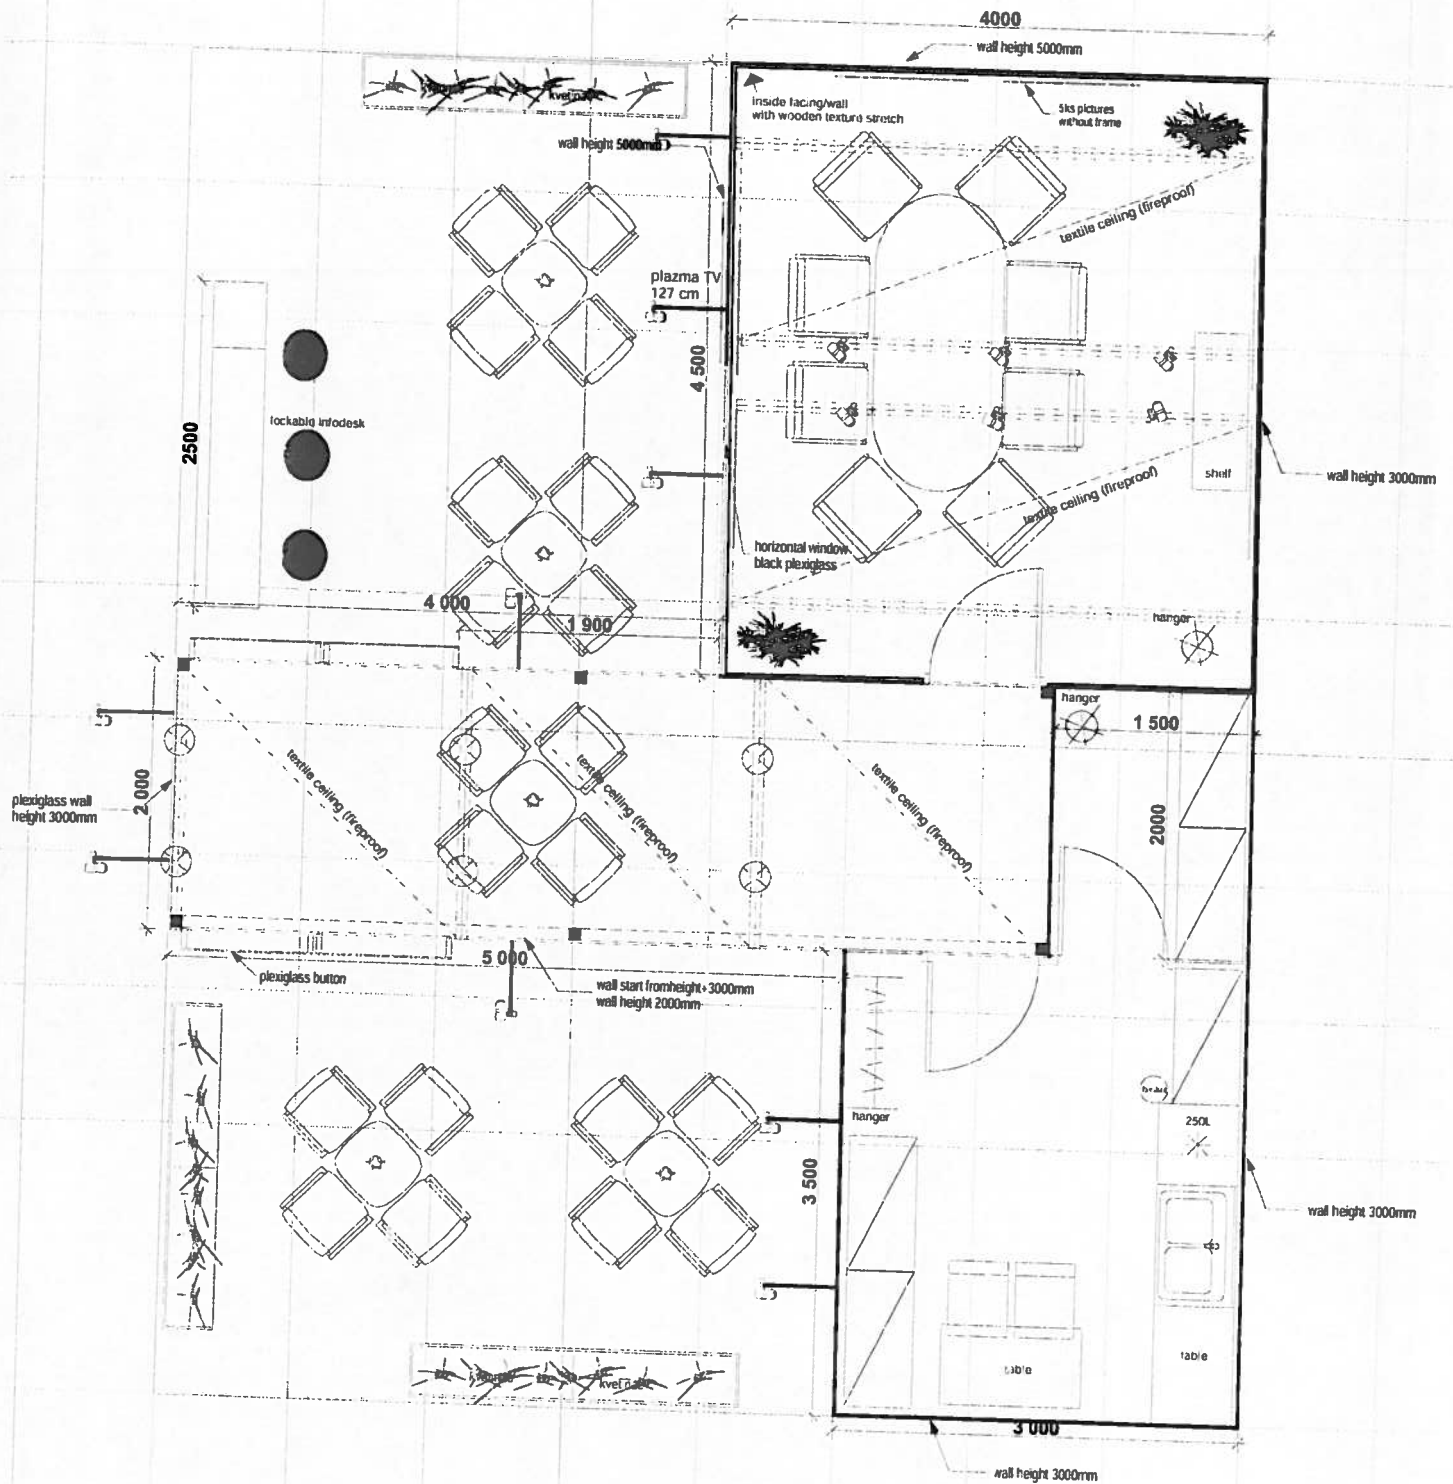 4000
wall height 5000mm
inside facing/wall
with wooden texture stretch
5ks pictures
without frame
wall height 5000mm
textile ceiling (fireproof)
plazma TV
127 cm
4 500
2500
lockable infodesk
textile ceiling (fireproof)
shelf
wall height 3000mm
horizontal window
black plexiglass
4 000
1 900
hanger
hanger
1 500
textile ceiling (fireproof)
textile ceiling (fireproof)
textile ceiling (fireproof)
2 000
plexiglass wall
height 3000mm
2000
5 000
plexiglass button
wall start fromheight+3000mm
wall height 2000mm
hanger
250L
3 500
wall height 3000mm
table
table
3 000
wall height 3000mm